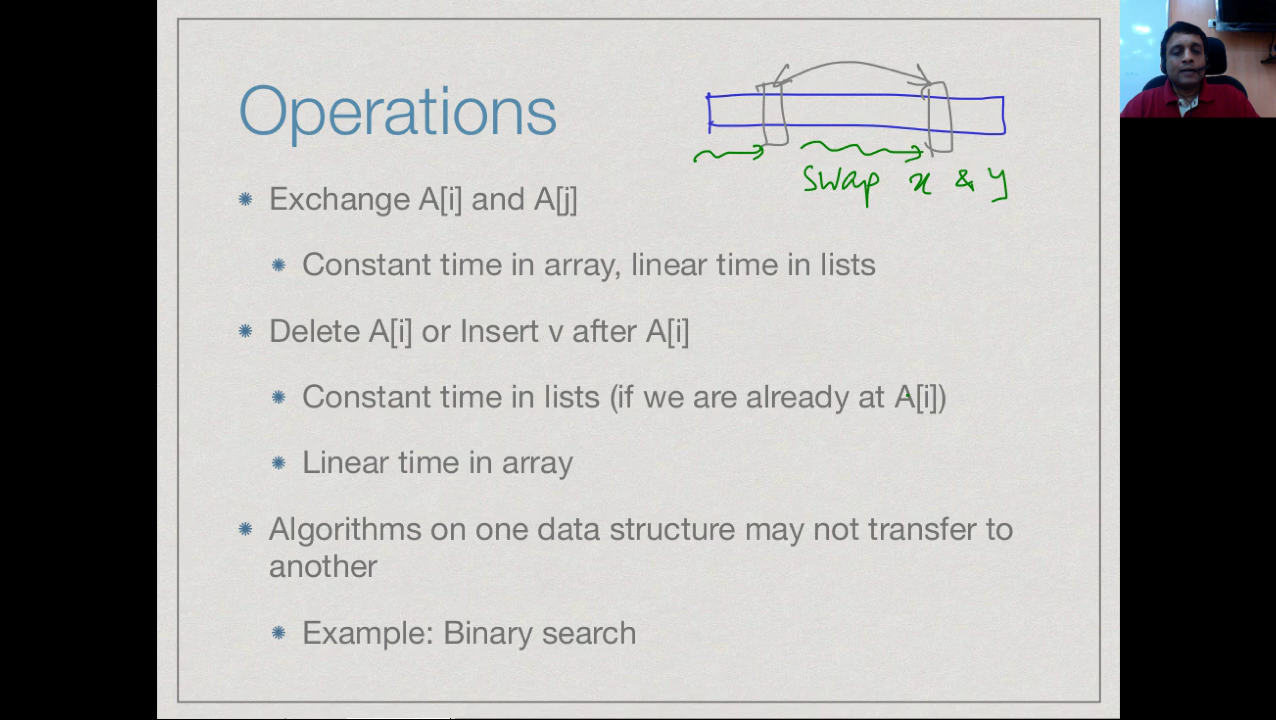 Operations
Swap x & y
Exchange A[i] and A[j]
Constant time in array, linear time in lists
Delete A[i] or Insert v after A[i]
Constant time in lists (if we are already at A[i])
Linear time in array
Algorithms on one data structure may not transfer to
another
Example: Binary search